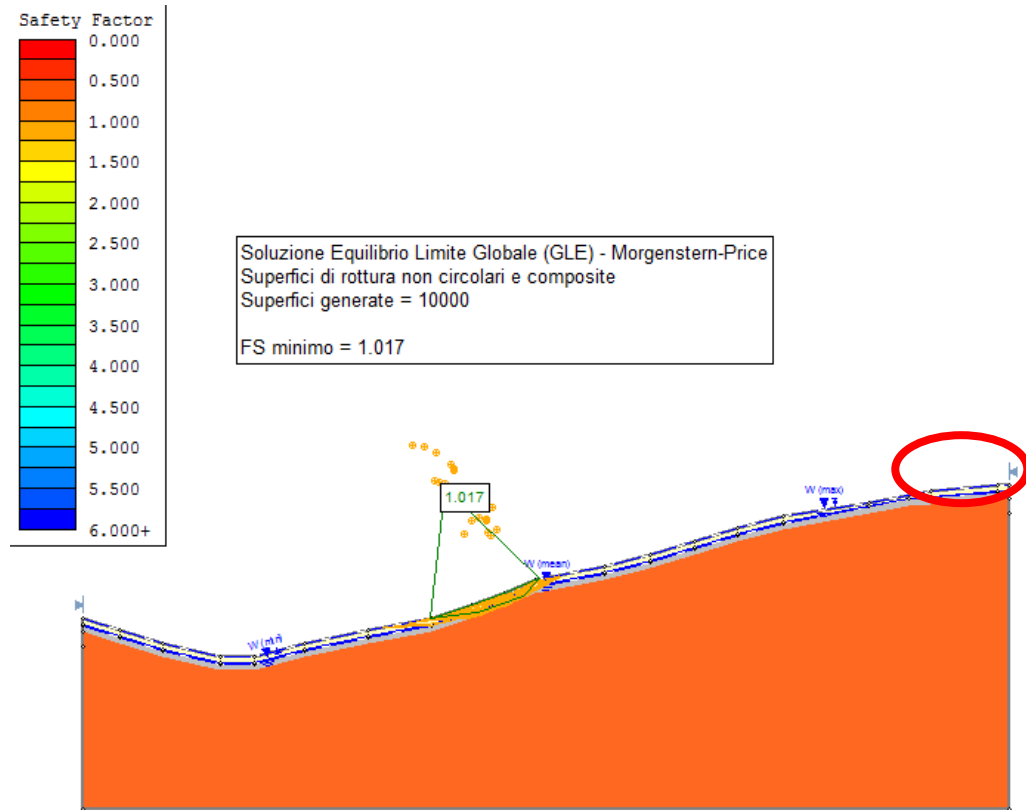 Safety Factor
0.000
0.500
1.000
1.500
2.000
2.500
3.000
3.500
4.000
4.500
5.000
5.500
6.000+
Soluzione Equilibrio Limite Globale (GLE) - Morgenstern-Price
Superfici di rottura non circolari e composite
Superfici generate = 10000
FS minimo = 1.017
1.017
W (max)
W (mean)